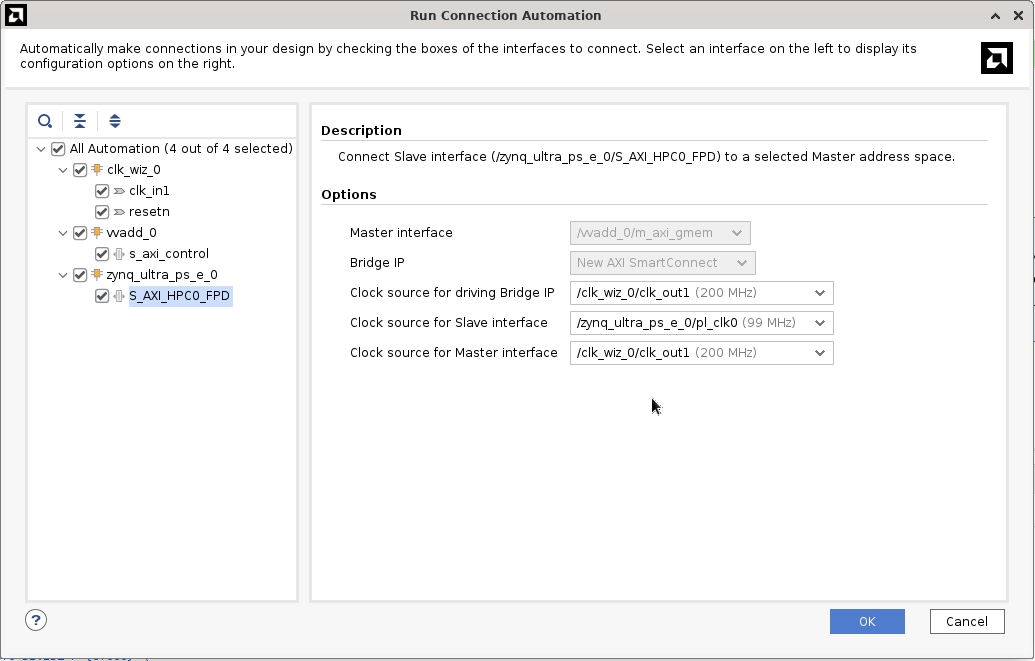 Run Connection Automation
Automatically make connections in your design by checking the boxes of the interfaces to connect. Select an interface on the left to display its
configuration options on the right.
All Automation (4 out of 4 selected)
clk_wiz_0
clk_in1
resetn
vvadd_0
s_axi_control
zynq_ultra_ps_e_0
S_AXI_HPC0_FPD
Description
Connect Slave interface (/zynq_ultra_ps_e_0/S_AXI_HPC0_FPD) to a selected Master address space.
Options
Master interface /vvadd_0/m_axi_gmem
Bridge IP New AXI SmartConnect
Clock source for driving Bridge IP /clk_wiz_0/clk_out1 (200 MHz)
Clock source for Slave interface /zynq_ultra_ps_e_0/pl_clk0 (99 MHz)
Clock source for Master interface /clk_wiz_0/clk_out1 (200 MHz)
?
OK
Cancel